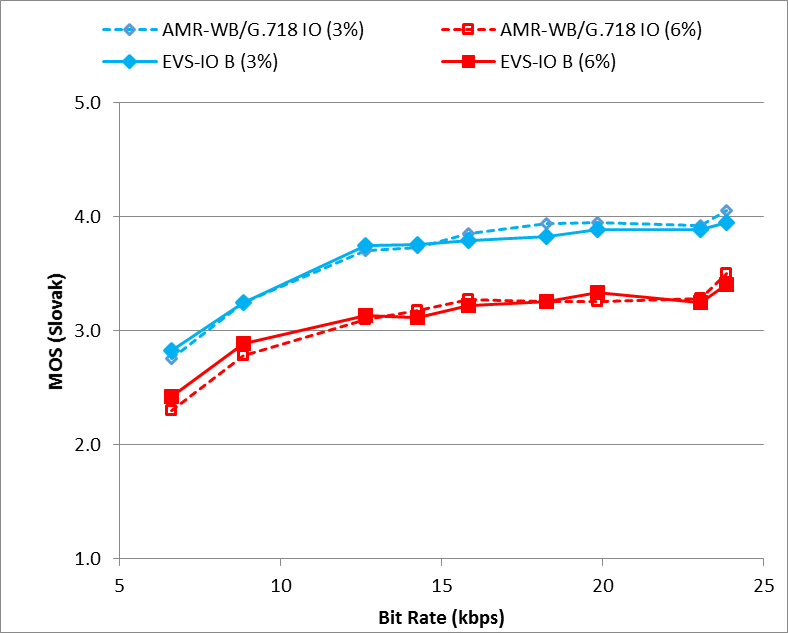 AMR-WB/G.718 IO (3%) AMR-WB/G.718 IO (6%)
EVS-IO B (3%) EVS-IO B (6%)
5.0
4.0
3.0
2.0
1.0
MOS (Slovak)
5 10 15 20 25
Bit Rate (kbps)